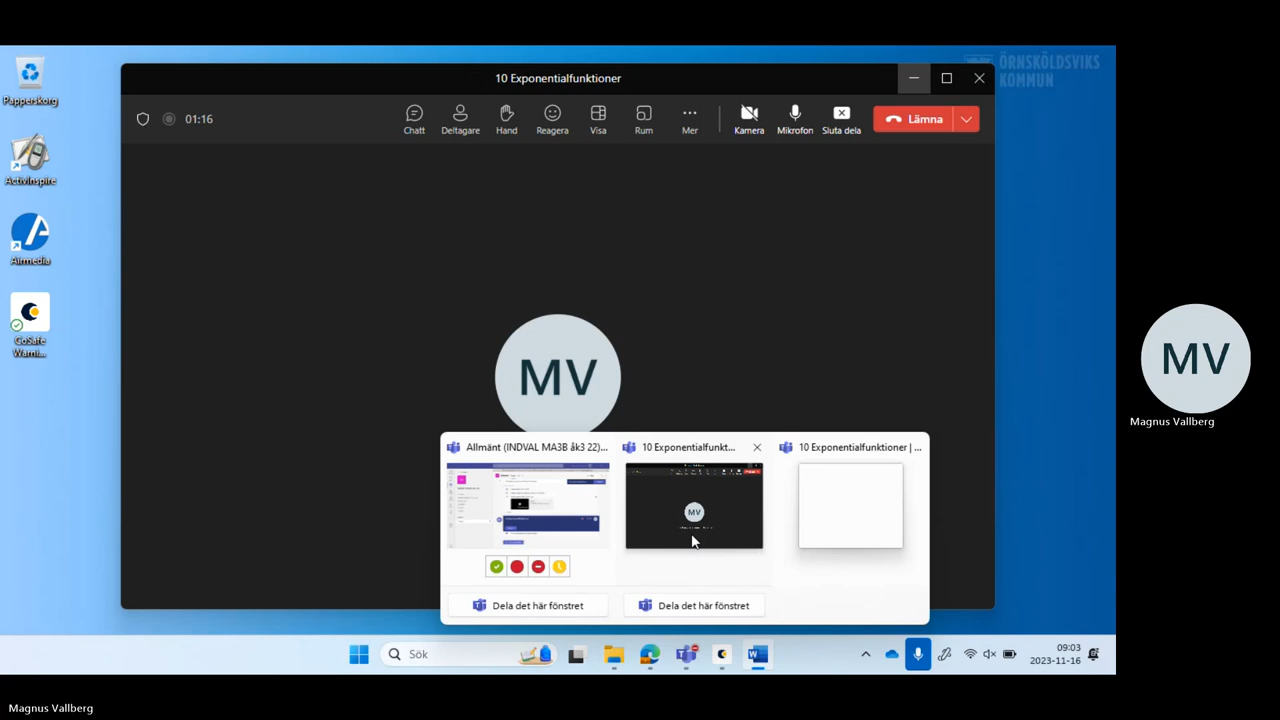 Papperskorg
ActivInspire
Airmedia
GoSafe
Warni...
ÖRNSKÖLDSVIKS
KOMMUN
10 Exponentialfunktioner
01:16
Chatt
Deltagare
Hand
Reagera
Visa
Rum
Mer
Kamera
Mikrofon
Sluta dela
Lämna
MV
Allmänt (INDVAL MA3B åk3 22)...
10 Exponentialfunkt...
10 Exponentialfunktioner | ...
MV
Dela det här fönstret
Dela det här fönstret
Sök
09:03
2023-11-16
MV
Magnus Vallberg
Magnus Vallberg